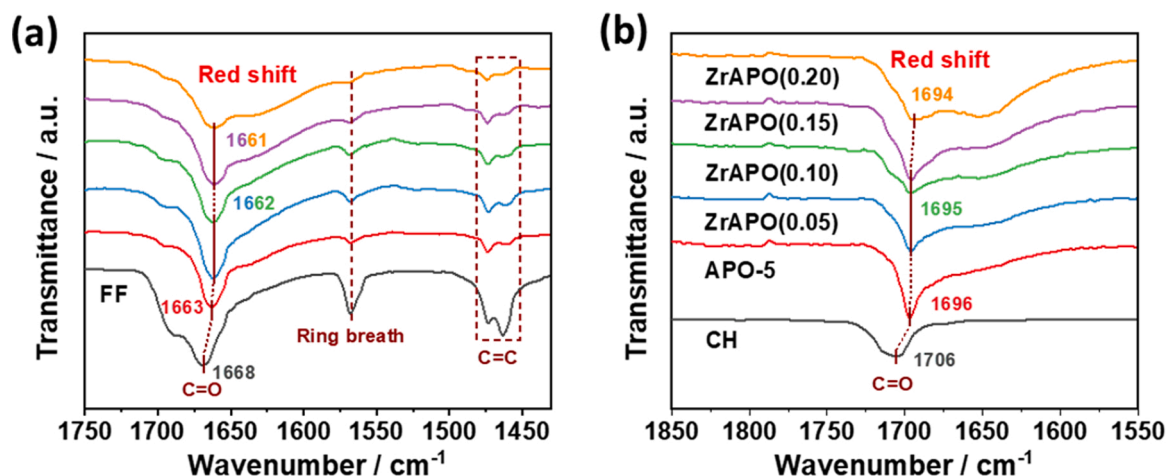 (a)
Transmittance / a.u.
Red shift
1661
1662
1663
FF
1668
C=O
Ring breath
C=C
1750 1700 1650 1600 1550 1500 1450
Wavenumber / cm-1
(b)
Transmittance / a.u.
Red shift
ZrAPO(0.20)
1694
ZrAPO(0.15)
ZrAPO(0.10)
1695
ZrAPO(0.05)
APO-5
1696
CH
1706
C=O
1850 1800 1750 1700 1650 1600 1550
Wavenumber / cm-1